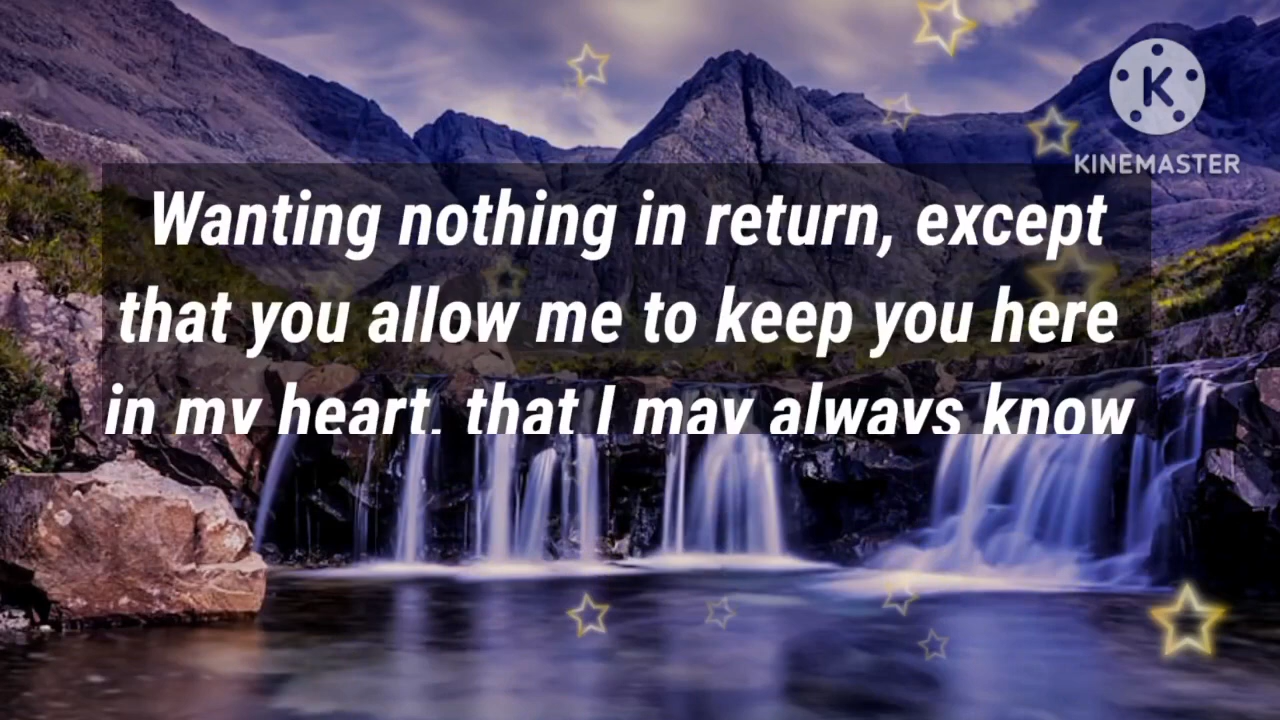 Wanting nothing in return, except
that you allow me to keep you here
in my heart, that I may always know
K
KINEMASTER